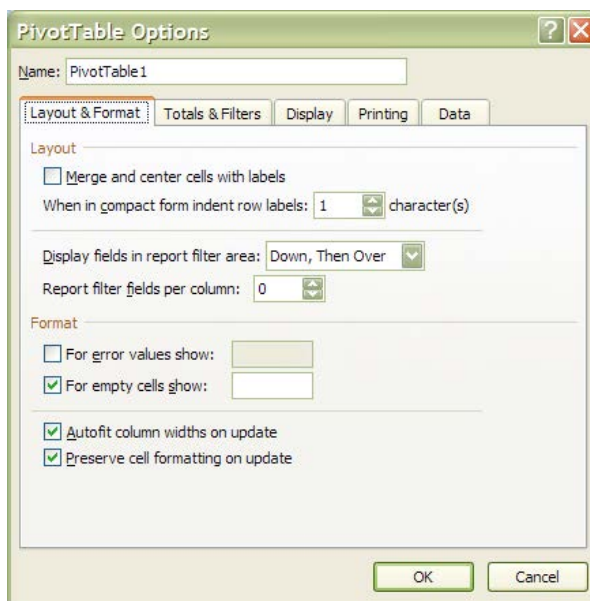 PivotTable Options
Name: PivotTable1
Layout & Format Totals & Filters Display Printing Data
Layout
Merge and center cells with labels
When in compact form indent row labels: 1 character(s)
Display fields in report filter area: Down, Then Over
Report filter fields per column: 0
Format
For error values show:
For empty cells show:
Autofit column widths on update
Preserve cell formatting on update
OK Cancel